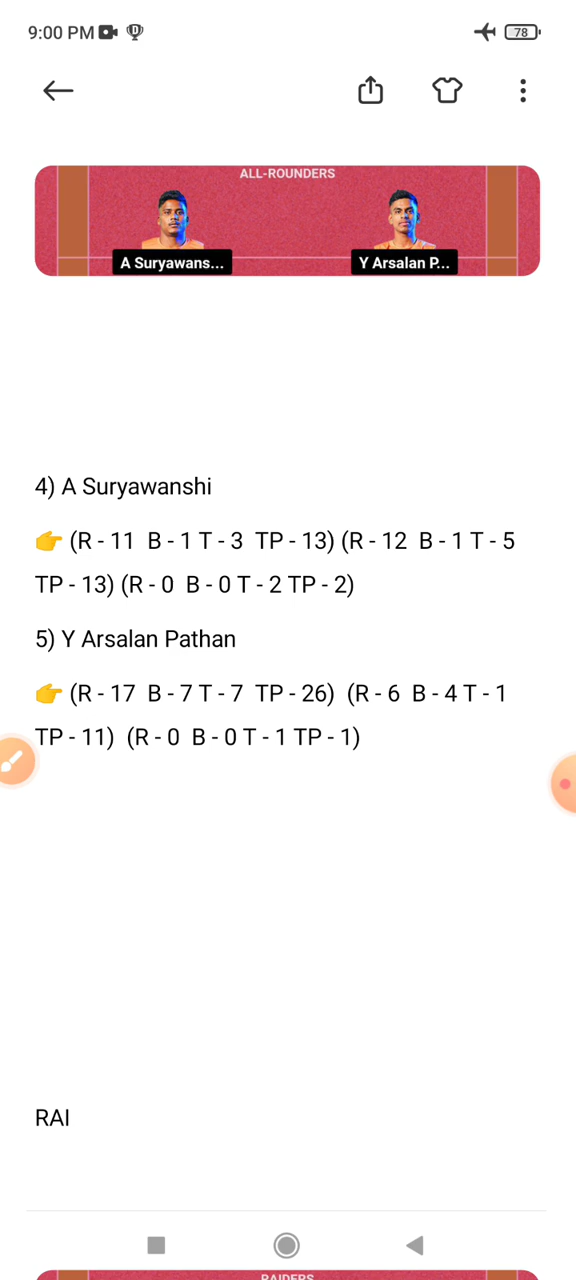 9:00 PM
78
ALL-ROUNDERS
A Suryawans... Y Arsalan P...
4) A Suryawanshi
👉 (R - 11 B - 1 T - 3 TP - 13) (R - 12 B - 1 T - 5
TP - 13) (R - 0 B - 0 T - 2 TP - 2)
5) Y Arsalan Pathan
👉 (R - 17 B - 7 T - 7 TP - 26) (R - 6 B - 4 T - 1
TP - 11) (R - 0 B - 0 T - 1 TP - 1)
RAI
RAIDERS